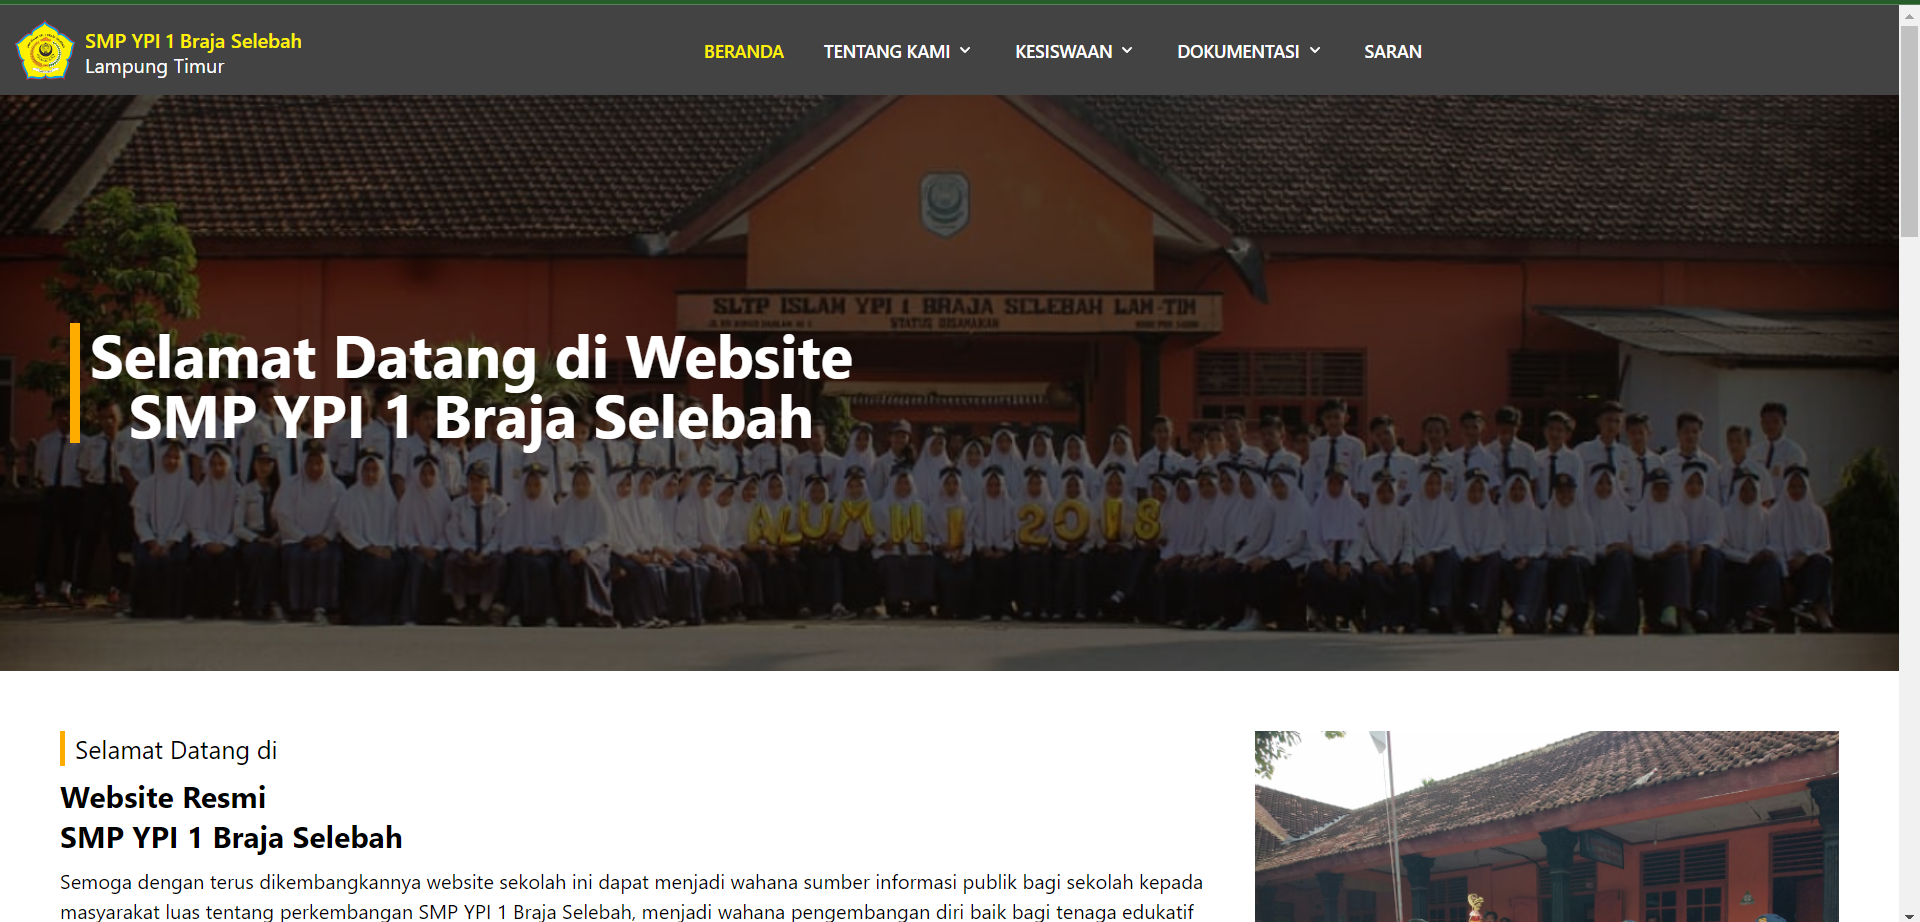 SMP YPI 1 Braja Selebah
Lampung Timur
BERANDA
TENTANG KAMI
KESISWAAN
DOKUMENTASI
SARAN
SLTP ISLAM YPI 1 BRAJA SELEBAH LAM-TIM
STATUS DISAMAKAN
Selamat Datang di Website
SMP YPI 1 Braja Selebah
ALUMNI 2018
Selamat Datang di
Website Resmi
SMP YPI 1 Braja Selebah
Semoga dengan terus dikembangkannya website sekolah ini dapat menjadi wahana sumber informasi publik bagi sekolah kepada
masyarakat luas tentang perkembangan SMP YPI 1 Braja Selebah, menjadi wahana pengembangan diri baik bagi tenaga edukatif